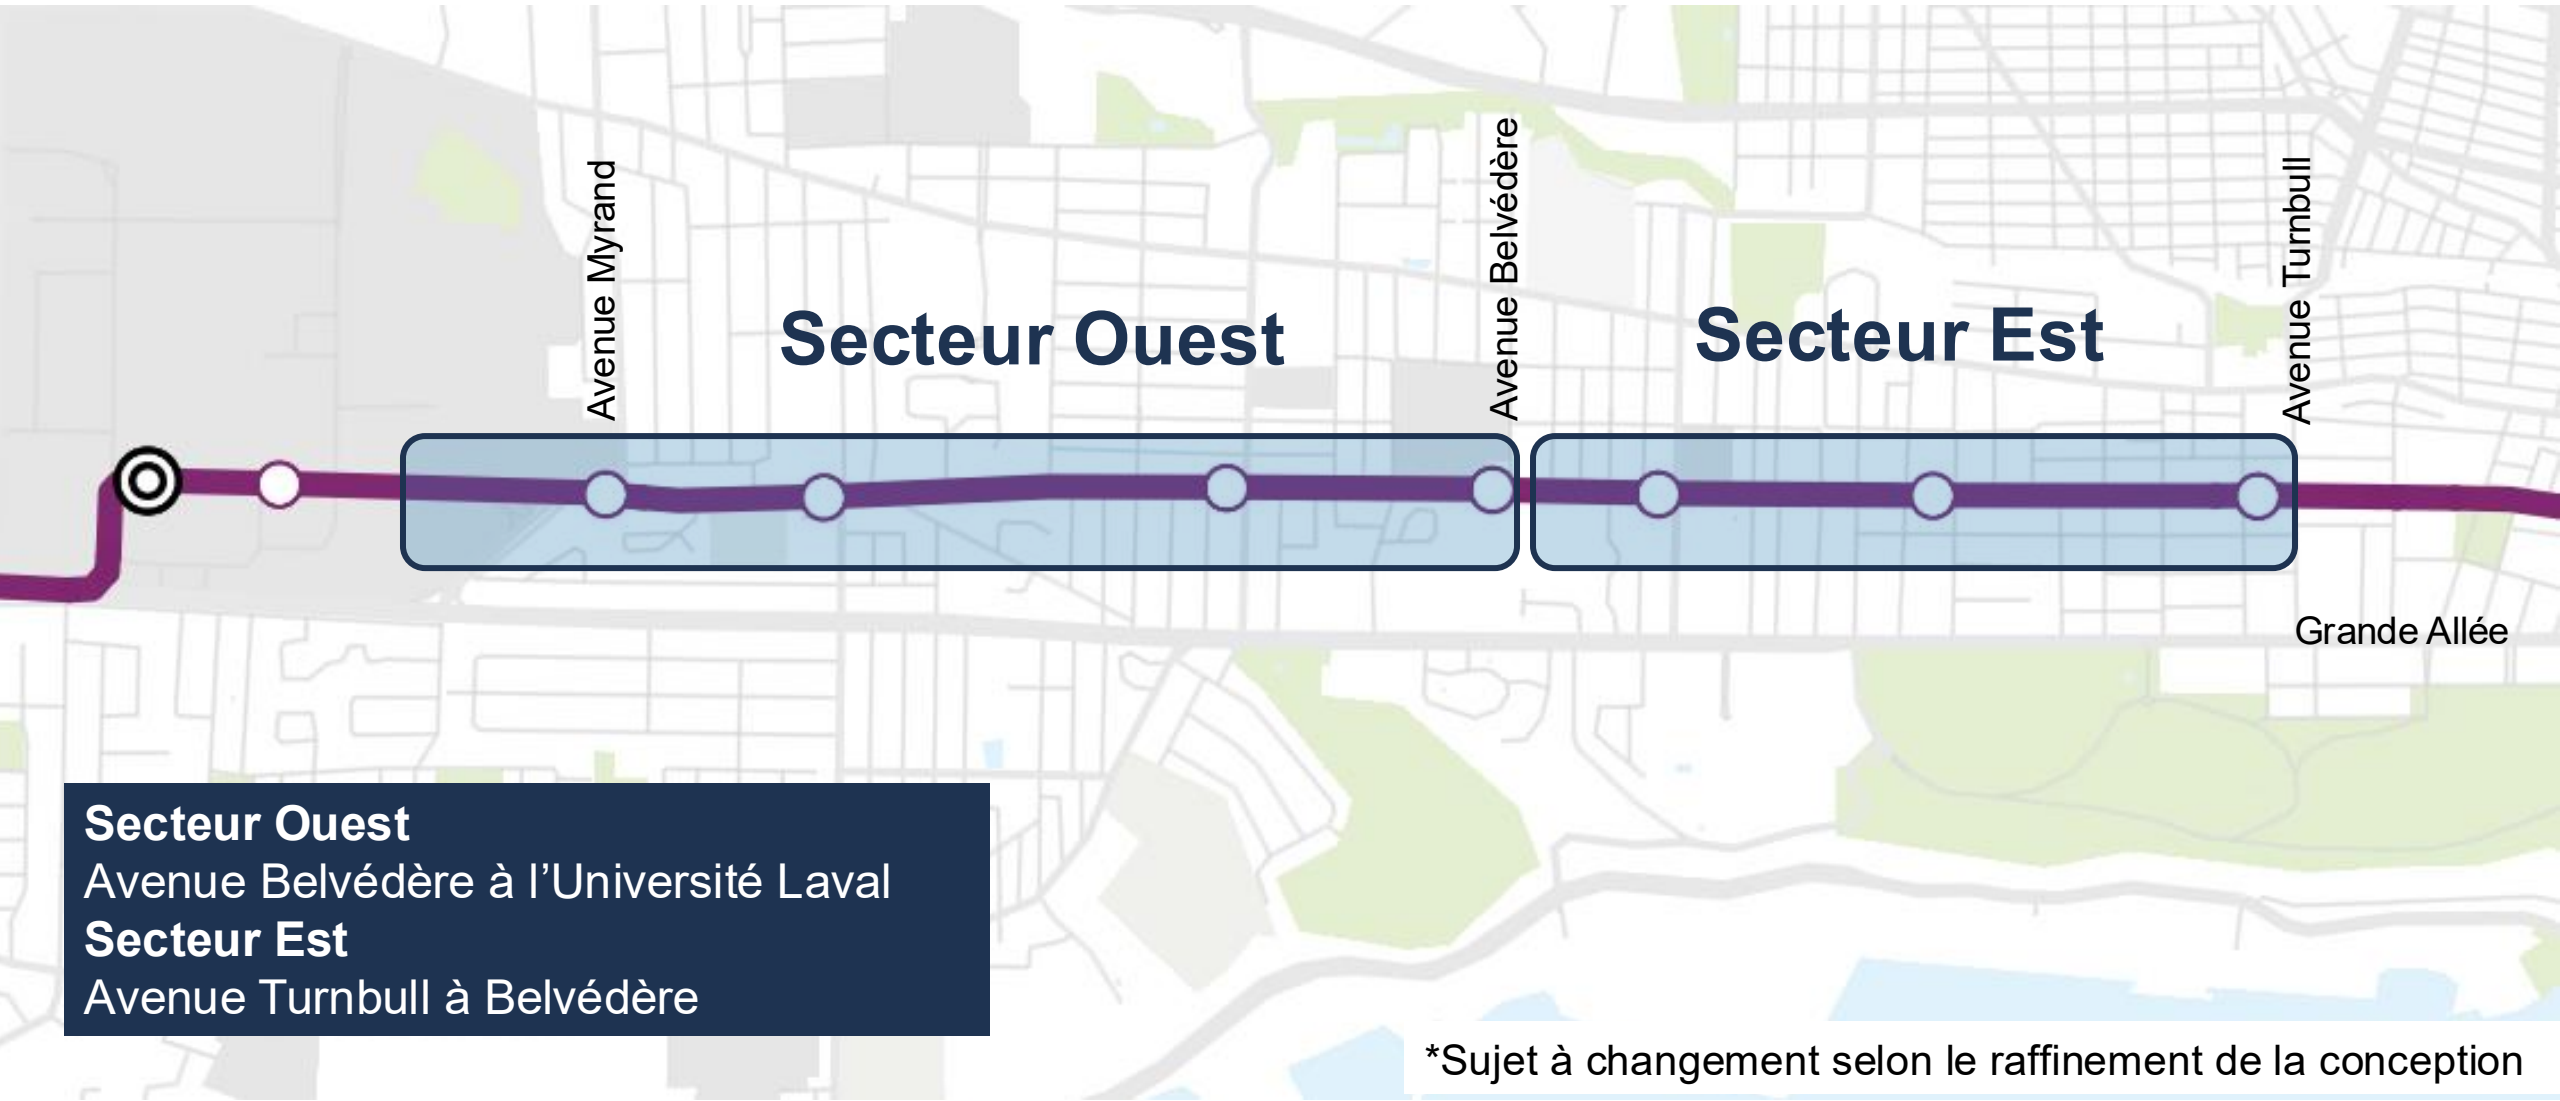 Avenue Myrand
Avenue Belvédère
Avenue Turnbull
Secteur Ouest
Secteur Est
Grande Allée
Secteur Ouest
Avenue Belvédère à l’Université Laval
Secteur Est
Avenue Turnbull à Belvédère
*Sujet à changement selon le raffinement de la conception